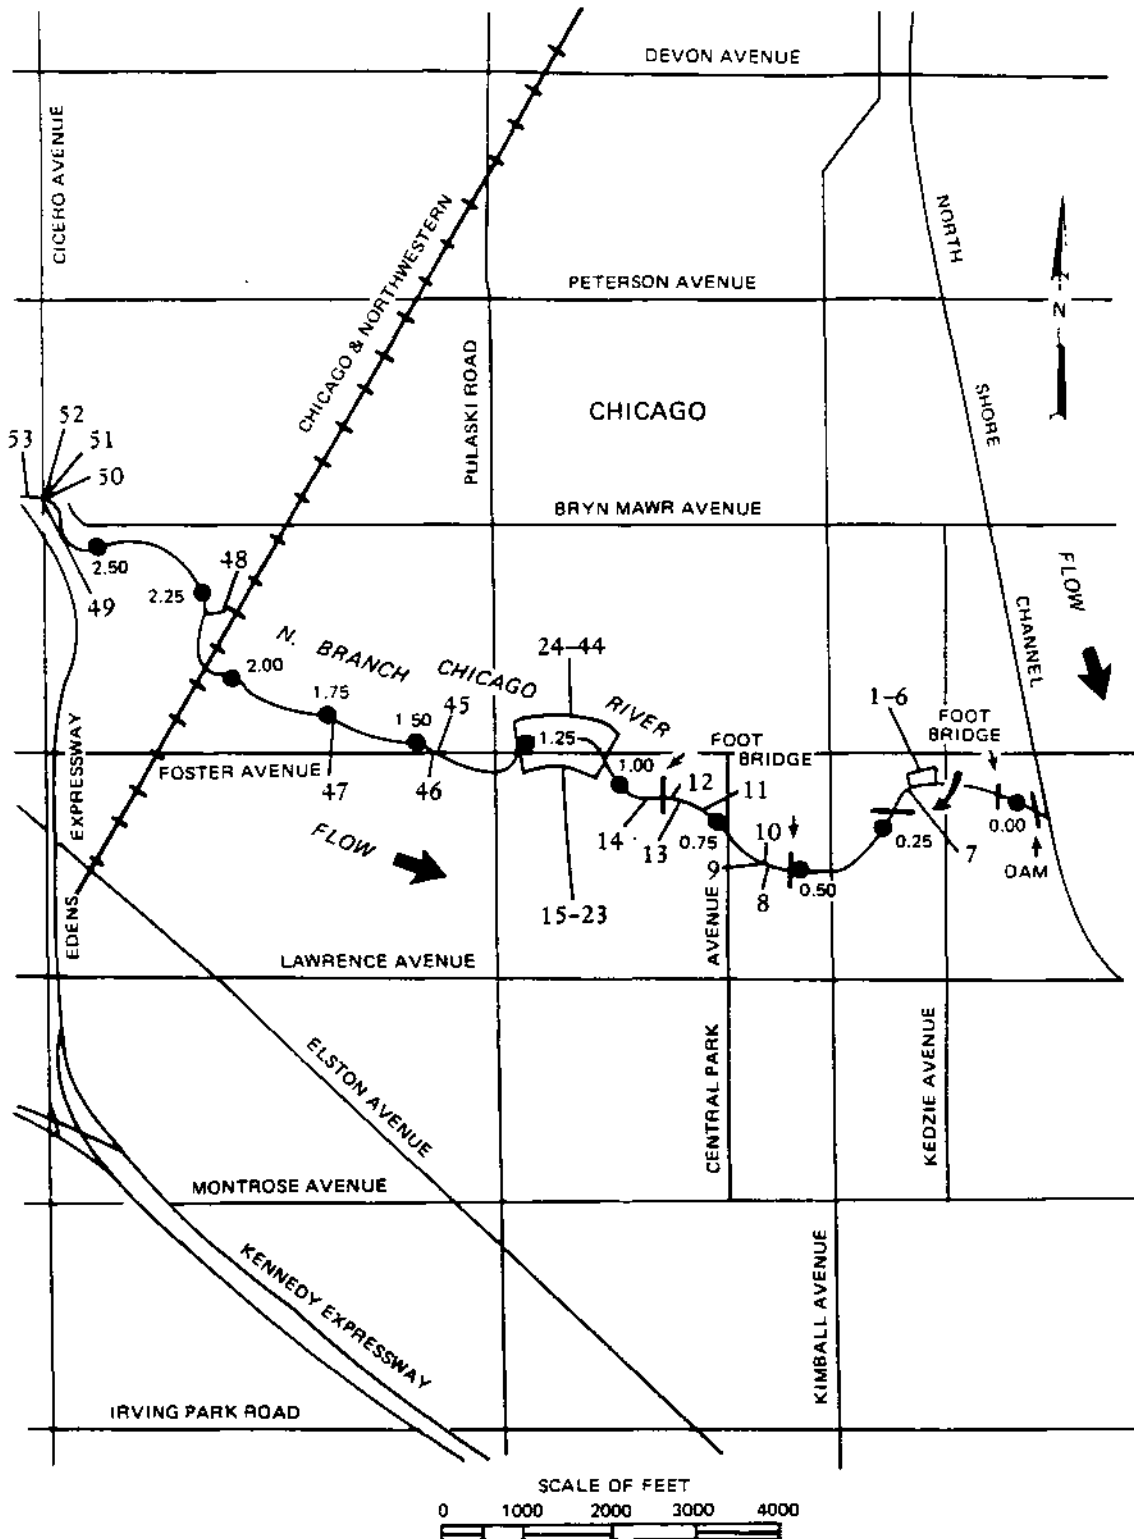 DEVON AVENUE
CICERO AVENUE
CHICAGO & NORTHWESTERN
PULASKI ROAD
NORTH
SHORE
CHANNEL
PETERSON AVENUE
N
CHICAGO
52
53
51
50
BRYN MAWR AVENUE
2.50
48
2.25
49
FLOW
N. BRANCH CHICAGO
RIVER
24-44
2.00
1.75
1.50
45
1.25
1-6
FOOT
BRIDGE
FOOT
BRIDGE
EDENS EXPRESSWAY
FOSTER AVENUE
47
46
1.00
12
11
14
13
0.75
10
9
8
0.50
0.25
7
0.00
DAM
FLOW
15-23
LAWRENCE AVENUE
ELSTON AVENUE
CENTRAL PARK AVENUE
KEDZIE AVENUE
MONTROSE AVENUE
KENNEDY EXPRESSWAY
KIMBALL AVENUE
IRVING PARK ROAD
SCALE OF FEET
0 1000 2000 3000 4000